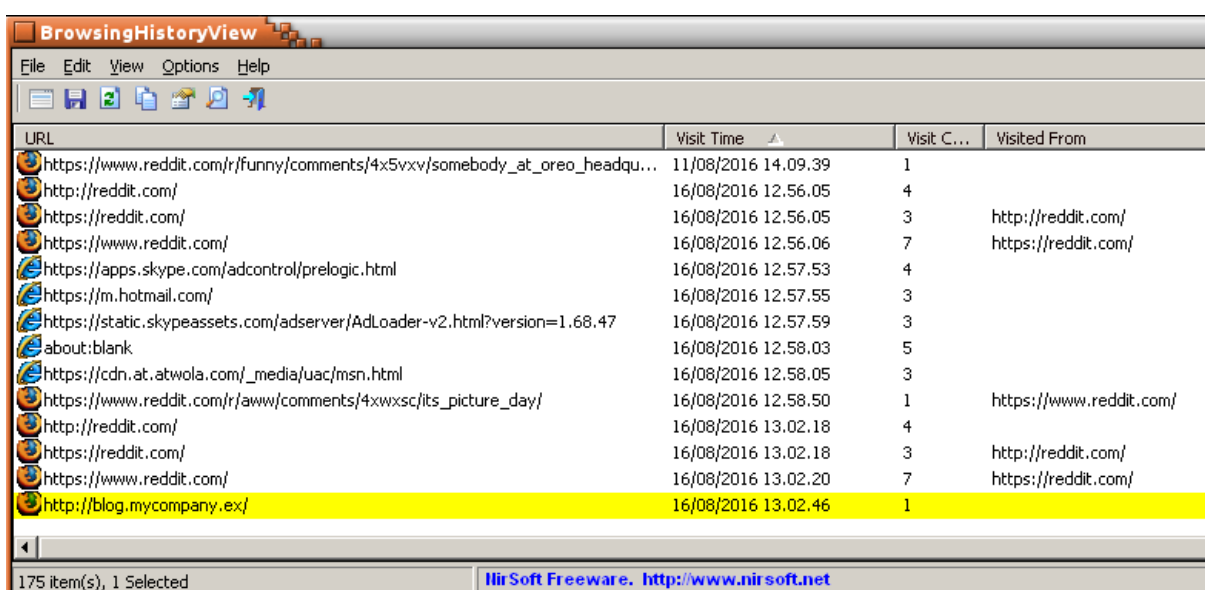 BrowsingHistoryView
File Edit View Options Help
URL Visit Time Visit C... Visited From
https://www.reddit.com/r/funny/comments/4x5vxv/somebody_at_oreo_headqu... 11/08/2016 14.09.39 1
http://reddit.com/ 16/08/2016 12.56.05 4
https://reddit.com/ 16/08/2016 12.56.05 3 http://reddit.com/
https://www.reddit.com/ 16/08/2016 12.56.06 7 https://reddit.com/
https://apps.skype.com/adcontrol/prelogic.html 16/08/2016 12.57.53 4
https://m.hotmail.com/ 16/08/2016 12.57.55 3
https://static.skypeassets.com/adserver/AdLoader-v2.html?version=1.68.47 16/08/2016 12.57.59 3
about:blank 16/08/2016 12.58.03 5
https://cdn.at.atwola.com/_media/uac/msn.html 16/08/2016 12.58.05 3
https://www.reddit.com/r/aww/comments/4xwxsc/its_picture_day/ 16/08/2016 12.58.50 1 https://www.reddit.com/
http://reddit.com/ 16/08/2016 13.02.18 4
https://reddit.com/ 16/08/2016 13.02.18 3 http://reddit.com/
https://www.reddit.com/ 16/08/2016 13.02.20 7 https://reddit.com/
http://blog.mycompany.ex/ 16/08/2016 13.02.46 1
175 item(s), 1 Selected NirSoft Freeware. http://www.nirsoft.net